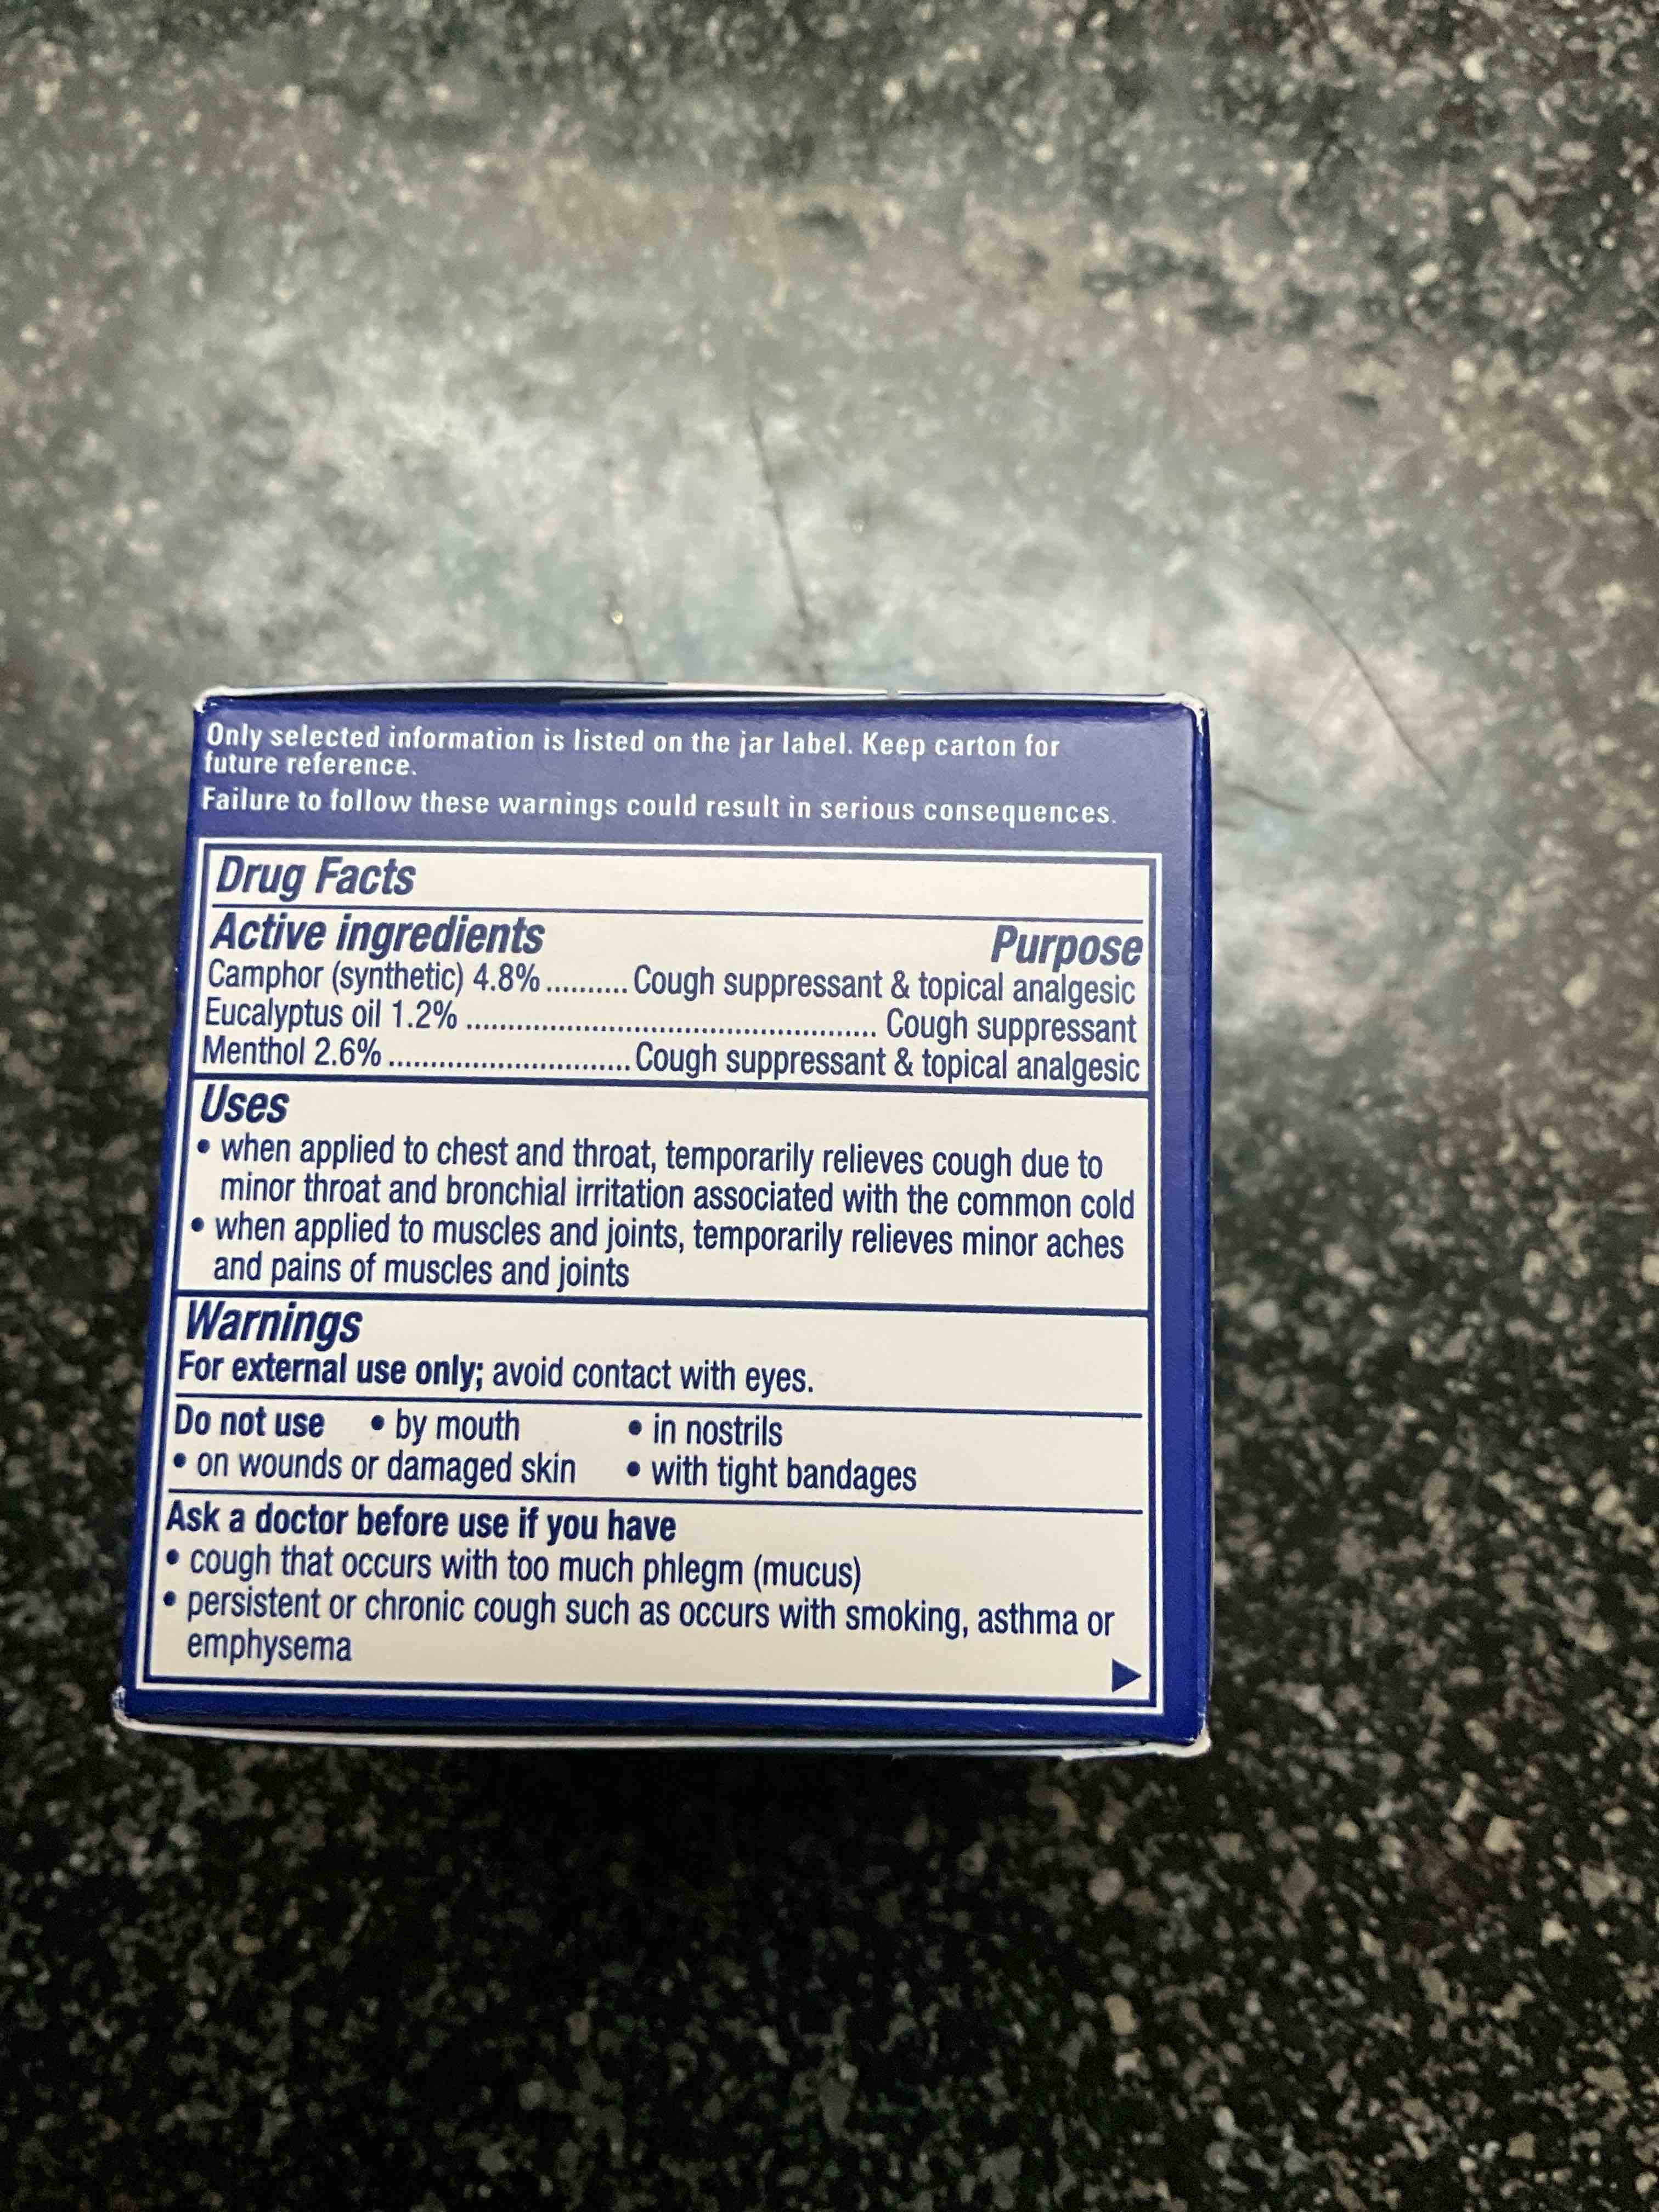 Only selected information is listed on the jar label. Keep carton for
future reference.
Failure to follow these warnings could result in serious consequences.
Drug Facts
Active ingredients Purpose
Camphor (synthetic) 4.8% .......... Cough suppressant & topical analgesic
Eucalyptus oil 1.2% ................................................. Cough suppressant
Menthol 2.6% ............................. Cough suppressant & topical analgesic
Uses
• when applied to chest and throat, temporarily relieves cough due to
minor throat and bronchial irritation associated with the common cold
• when applied to muscles and joints, temporarily relieves minor aches
and pains of muscles and joints
Warnings
For external use only; avoid contact with eyes.
Do not use • by mouth • in nostrils
• on wounds or damaged skin • with tight bandages
Ask a doctor before use if you have
• cough that occurs with too much phlegm (mucus)
• persistent or chronic cough such as occurs with smoking, asthma or
emphysema